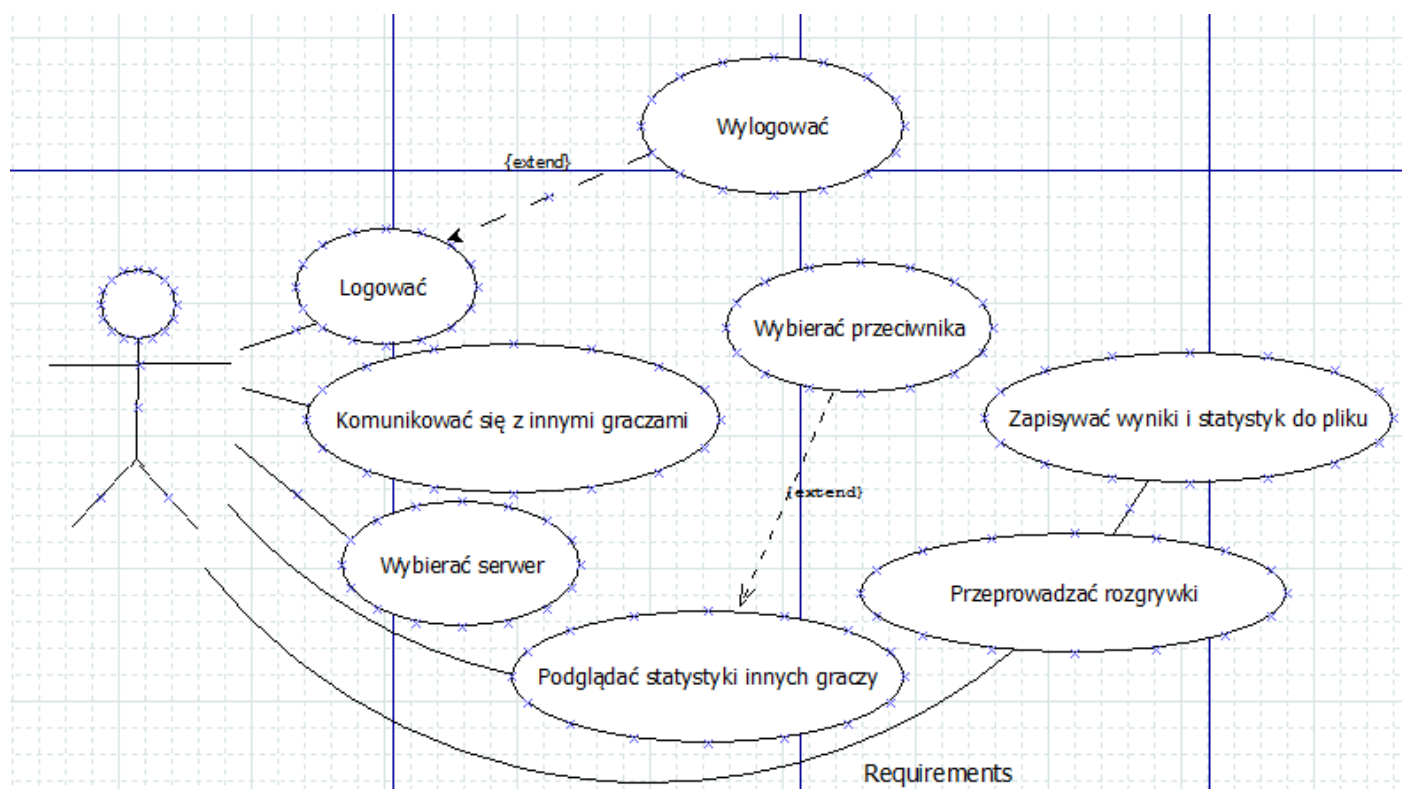 Wylogować
{extend}
Logować
Wybierać przeciwnika
Komunikować się z innymi graczami
Zapisywać wyniki i statystyk do pliku
{extend}
Wybierać serwer
Przeprowadzać rozgrywki
Podglądać statystyki innych graczy
Requirements